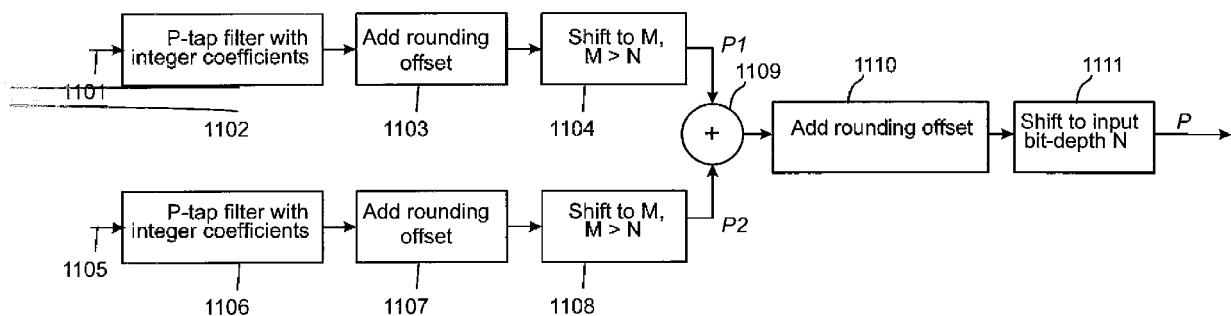 P-tap filter with
integer coefficients
Add rounding
offset
Shift to M,
M > N
P1
1101
1102
1103
1104
1109
+
1110
Add rounding offset
1111
Shift to input
bit-depth N
P
P-tap filter with
integer coefficients
Add rounding
offset
Shift to M,
M > N
P2
1105
1106
1107
1108